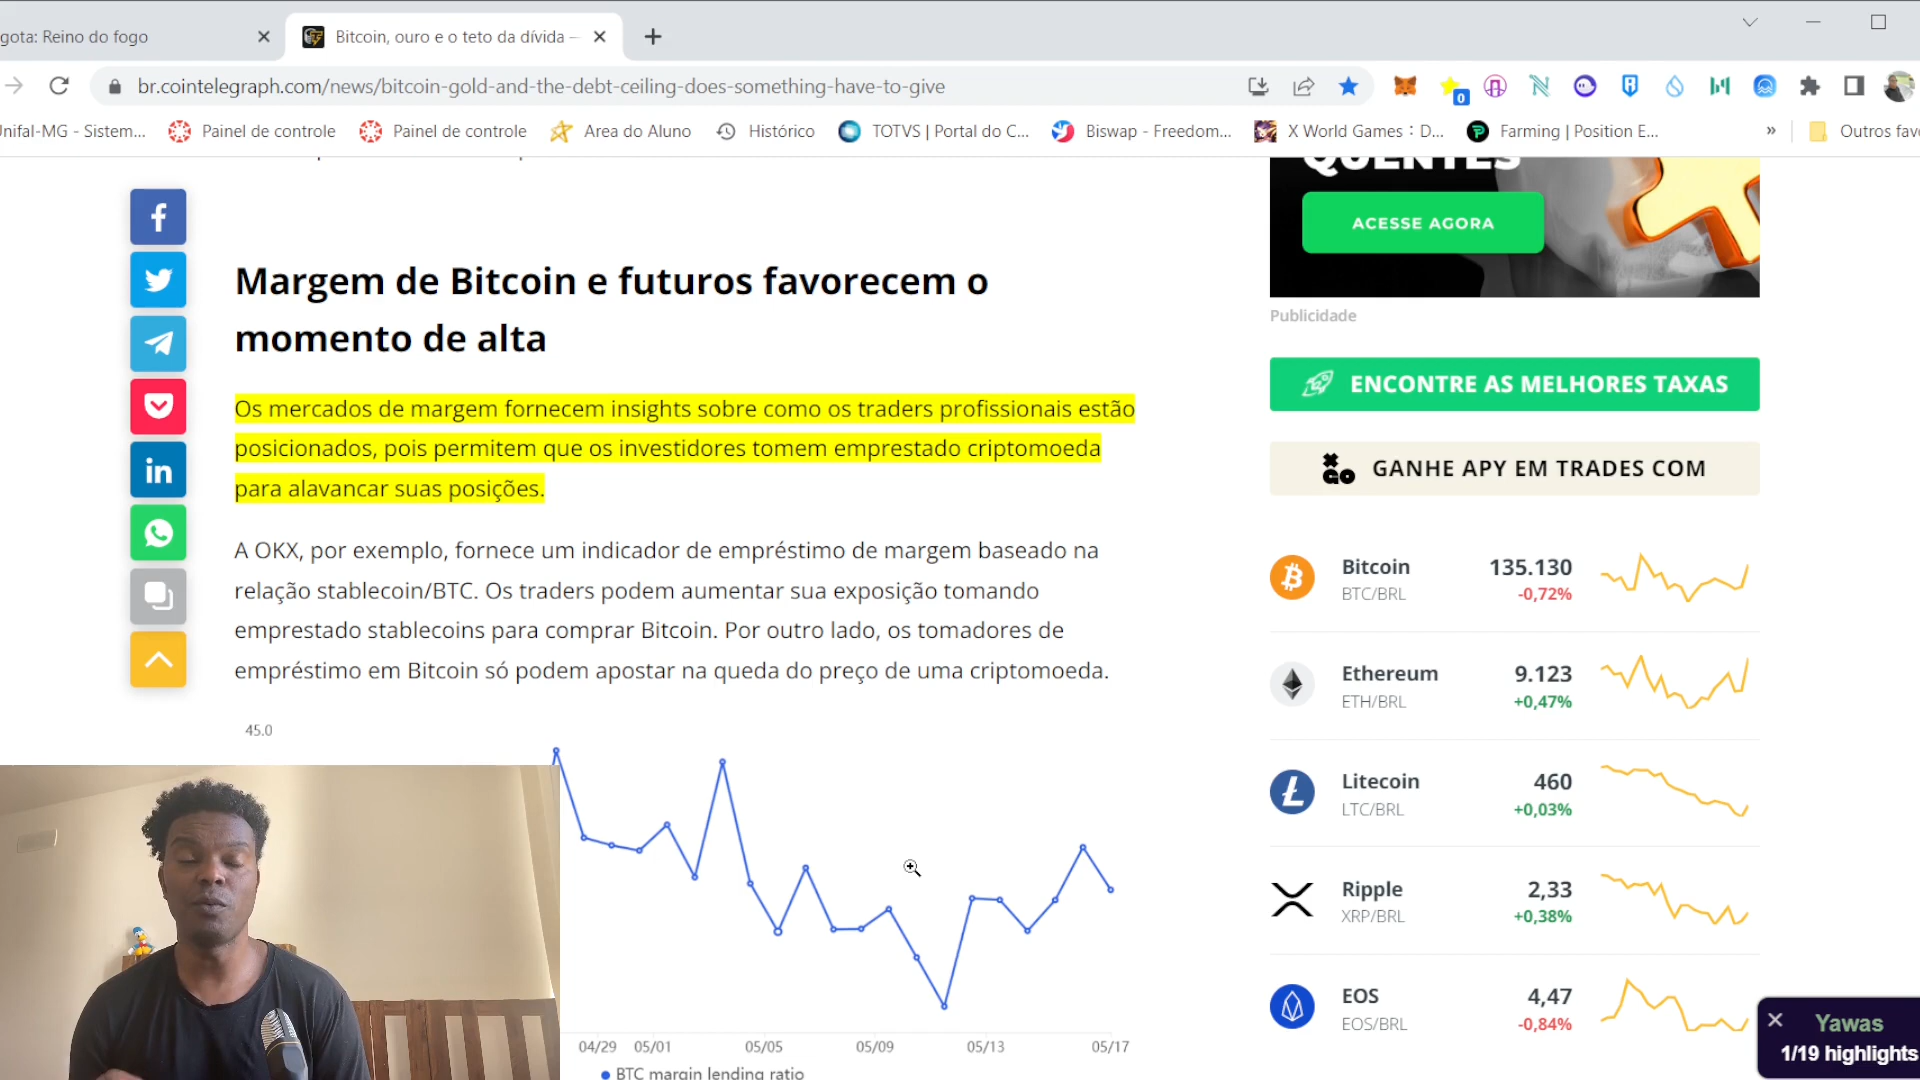 gota: Reino do fogo
Bitcoin, ouro e o teto da dívida —
br.cointelegraph.com/news/bitcoin-gold-and-the-debt-ceiling-does-something-have-to-give
0
Unifal-MG - Sistem...
Painel de controle
Painel de controle
Area do Aluno
Histórico
TOTVS | Portal do C...
Biswap - Freedom...
X World Games : D...
Farming | Position E...
»
Outros favo
QUENTES
ACESSE AGORA
Publicidade
Margem de Bitcoin e futuros favorecem o
momento de alta
Os mercados de margem fornecem insights sobre como os traders profissionais estão
posicionados, pois permitem que os investidores tomem emprestado criptomoeda
para alavancar suas posições.
A OKX, por exemplo, fornece um indicador de empréstimo de margem baseado na
relação stablecoin/BTC. Os traders podem aumentar sua exposição tomando
emprestado stablecoins para comprar Bitcoin. Por outro lado, os tomadores de
empréstimo em Bitcoin só podem apostar na queda do preço de uma criptomoeda.
45.0
04/29 05/01 05/05 05/09 05/13 05/17
BTC margin lending ratio
ENCONTRE AS MELHORES TAXAS
GANHE APY EM TRADES COM
Bitcoin 135.130
BTC/BRL -0,72%
Ethereum 9.123
ETH/BRL +0,47%
Litecoin 460
LTC/BRL +0,03%
Ripple 2,33
XRP/BRL +0,38%
EOS 4,47
EOS/BRL -0,84%
Yawas
1/19 highlights